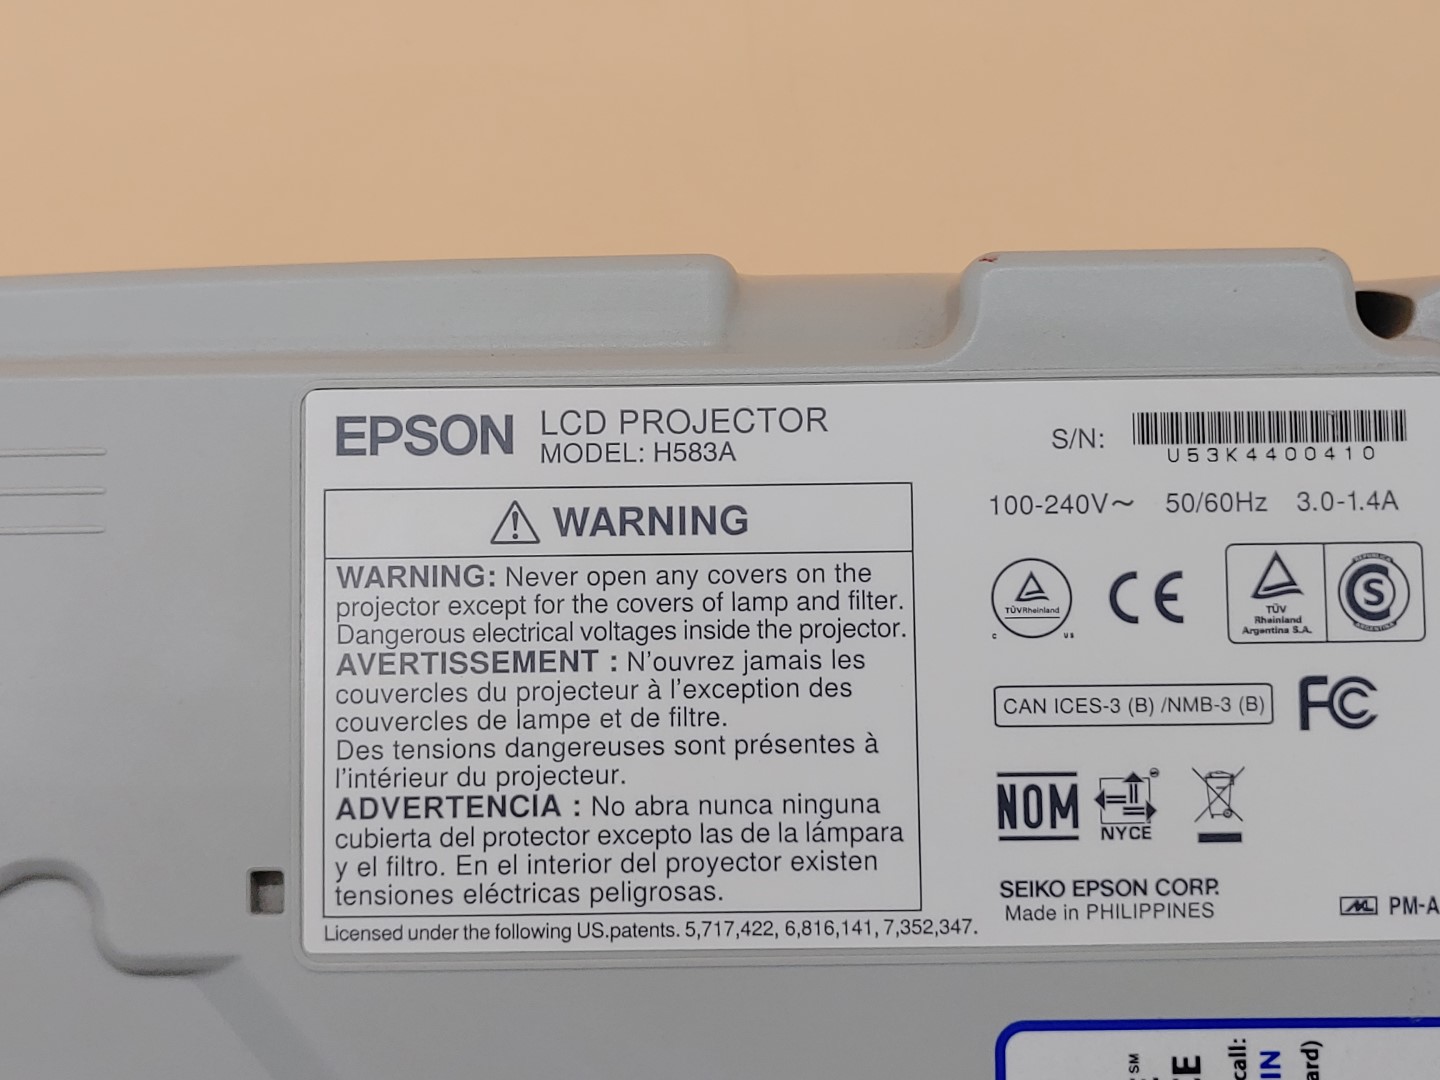 EPSON LCD PROJECTOR
MODEL: H583A
S/N:
U53K4400410
100-240V~ 50/60Hz 3.0-1.4A
⚠ WARNING
WARNING: Never open any covers on the
projector except for the covers of lamp and filter.
Dangerous electrical voltages inside the projector.
AVERTISSEMENT : N'ouvrez jamais les
couvercles du projecteur à l'exception des
couvercles de lampe et de filtre.
Des tensions dangereuses sont présentes à
l'intérieur du projecteur.
ADVERTENCIA : No abra nunca ninguna
cubierta del protector excepto las de la lámpara
y el filtro. En el interior del proyector existen
tensiones eléctricas peligrosas.
Licensed under the following US.patents. 5,717,422, 6,816,141, 7,352,347.
TÜVRheinland
C US
CE
TÜV
Rheinland
Argentina S.A.
REPUBLICA
S
ARGENTINA
CAN ICES-3 (B) /NMB-3 (B)
FC
NOM
NYCE
SEIKO EPSON CORP.
Made in PHILIPPINES
PM-A
SM
call:
IN